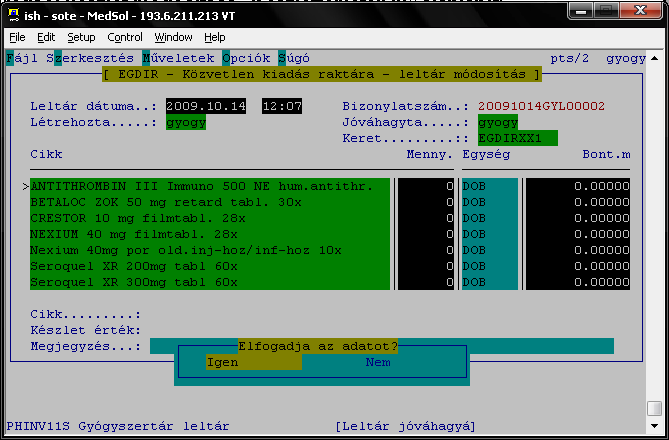 ish - sote - MedSol - 193.6.211.213 VT
File Edit Setup Control Window Help
Fájl Szerkesztés Műveletek Opciók Súgó pts/2 gyogy
[ EGDIR - Közvetlen kiadás raktára - leltár módosítás ]
Leltár dátuma..: 2009.10.14 12:07 Bizonylatszám..: 20091014GYL00002
Létrehozta.....: gyogy Jóváhagyta.....: gyogy
Keret.........:: EGDIRXX1
Cikk Menny. Egység Bont.m
>ANTITHROMBIN III Immuno 500 NE hum.antithr. 0 DOB 0.00000
BETALOC ZOK 50 mg retard tabl. 30x 0 DOB 0.00000
CRESTOR 10 mg filmtabl. 28x 0 DOB 0.00000
NEXIUM 40 mg filmtabl. 28x 0 DOB 0.00000
Nexium 40mg por old.inj-hoz/inf-hoz 10x 0 DOB 0.00000
Seroquel XR 200mg tabl 60x 0 DOB 0.00000
Seroquel XR 300mg tabl 60x 0 DOB 0.00000
Cikk.........:
Készlet érték:
Megjegyzés...:
Elfogadja az adatot?
Igen Nem
PHINV11S Gyógyszertár leltár [Leltár jóváhagyá]